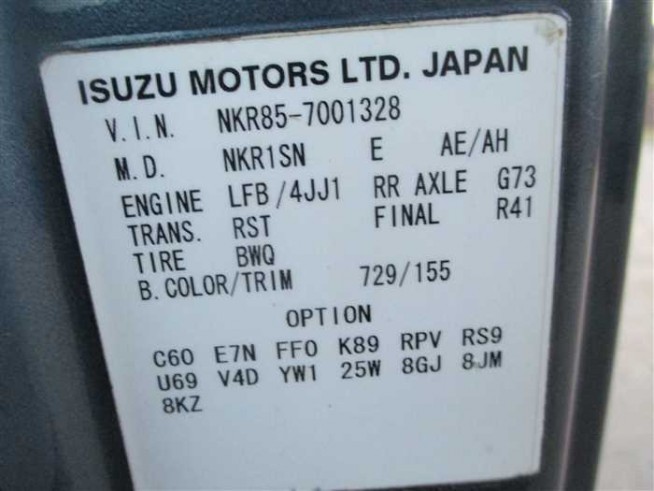 ISUZU MOTORS LTD. JAPAN
V.I.N. NKR85-7001328
M.D. NKR1SN E AE/AH
ENGINE LFB/4JJ1 RR AXLE G73
TRANS. RST FINAL R41
TIRE BWQ
B.COLOR/TRIM 729/155
OPTION
C60 E7N FF0 K89 RPV RS9
U69 V4D YW1 25W 8GJ 8JM
8KZ